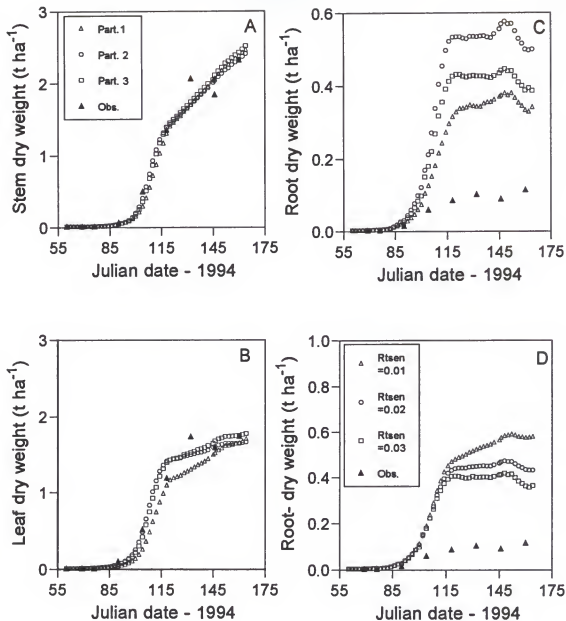 A
Stem dry weight (t ha⁻¹)
3
2
1
0
Part.1
Part. 2
Part. 3
Obs.
55 85 115 145 175
Julian date - 1994
C
Root dry weight (t ha⁻¹)
0.6
0.4
0.2
0.0
55 85 115 145 175
Julian date - 1994
B
Leaf dry weight (t ha⁻¹)
3
2
1
0
55 85 115 145 175
Julian date - 1994
D
Root- dry weight (t ha⁻¹)
1.0
0.8
0.6
0.4
0.2
0.0
Rtsen
=0.01
Rtsen
=0.02
Rtsen
=0.03
Obs.
55 85 115 145 175
Julian date - 1994